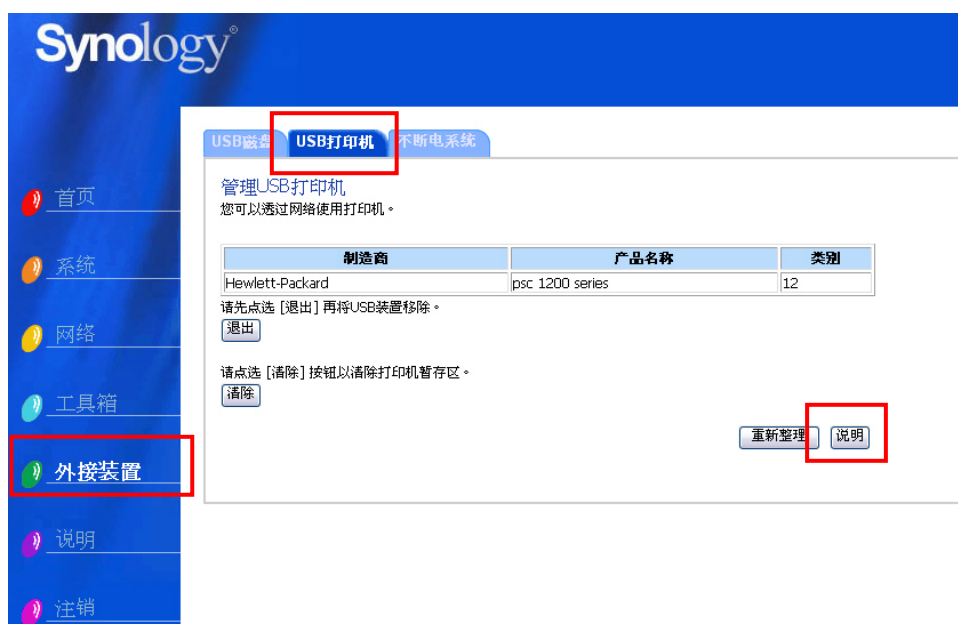 Synology®
USB磁盘 USB打印机 不断电系统
管理USB打印机
您可以透过网络使用打印机。
制造商 产品名称 类别
Hewlett-Packard psc 1200 series 12
请先点选 [退出] 再将USB装置移除。
退出
请点选 [清除] 按钮以清除打印机暂存区。
清除
重新整理 说明
首页
系统
网络
工具箱
外接装置
说明
注销